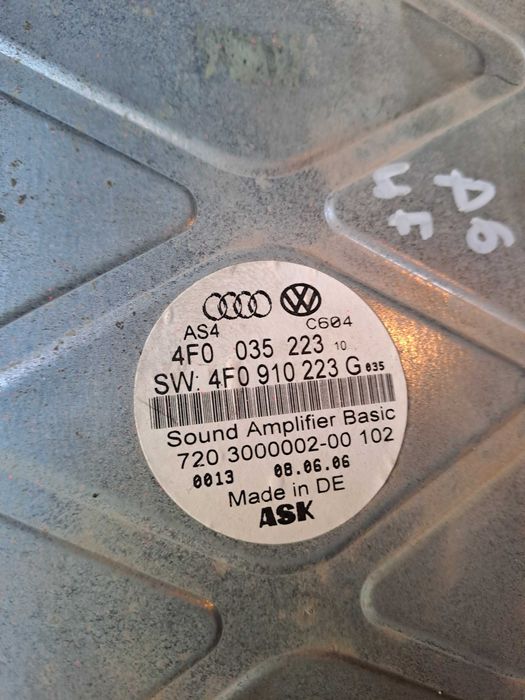 A6
4F
AS4 C604
4F0 035 223 10
SW: 4F0 910 223 G 035
Sound Amplifier Basic
720 3000002-00 102
0013 08.06.06
Made in DE
ASK